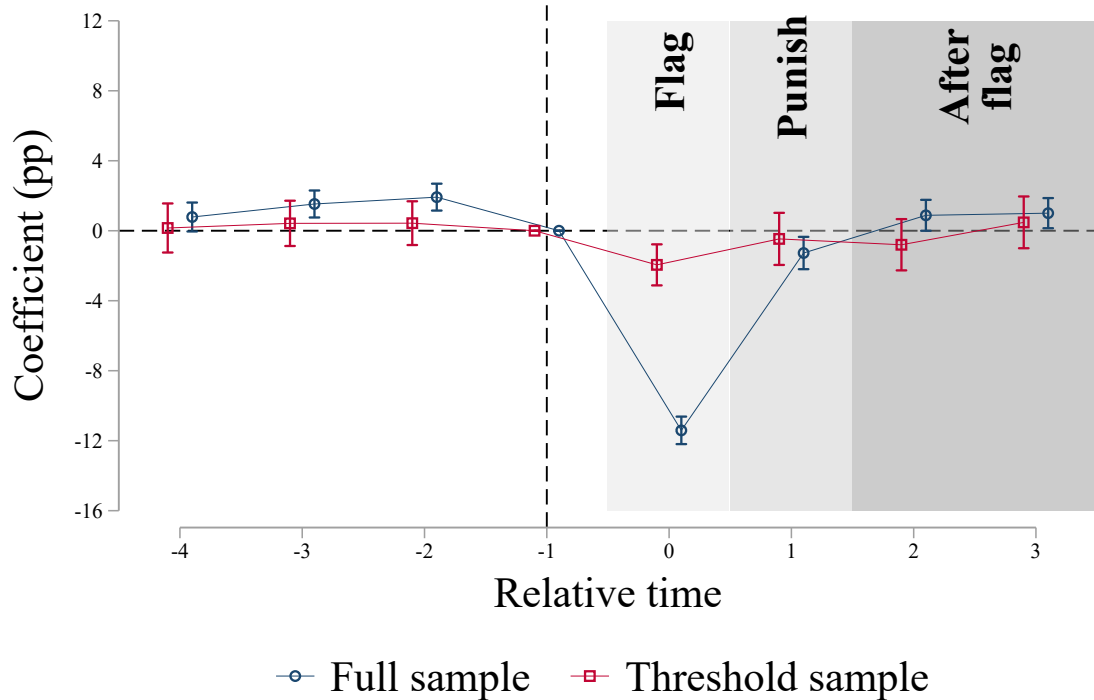 12
8
4
0
-4
-8
-12
-16
Coefficient (pp)
Flag
Punish
After
flag
-4 -3 -2 -1 0 1 2 3
Relative time
Full sample Threshold sample